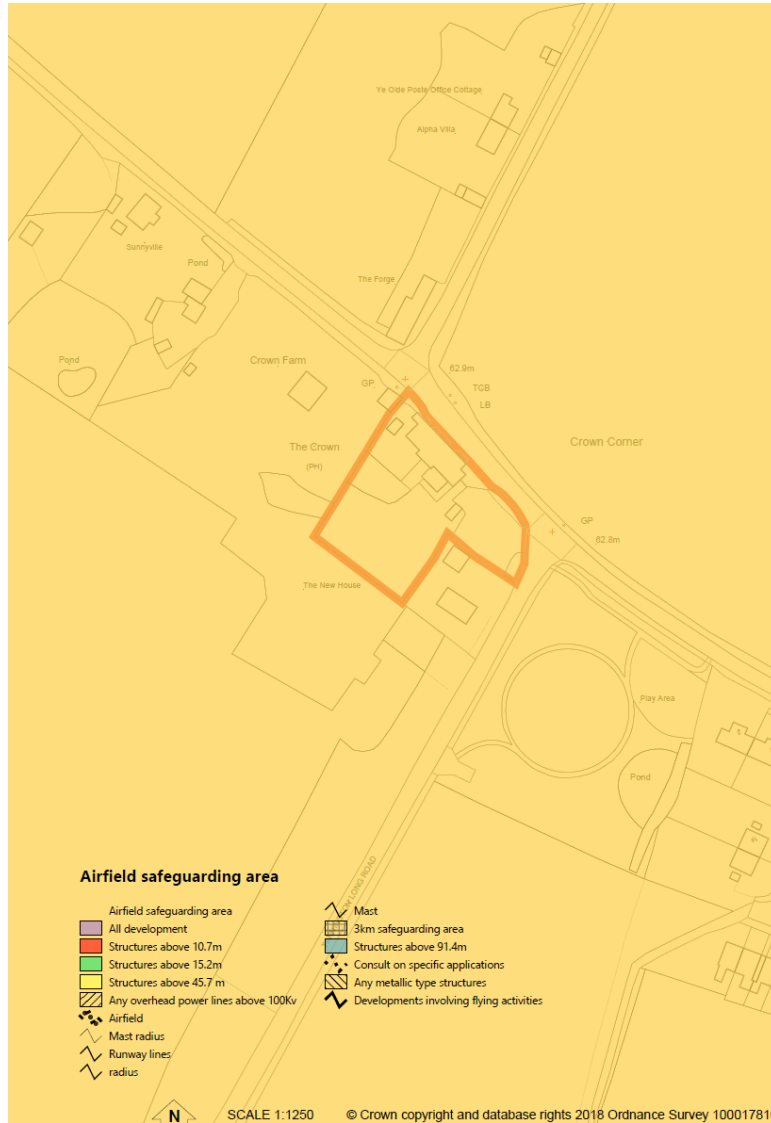 Ye Olde Poste Office Cottage
Alpha Villa
Sunnyville
Pond
The Forge
Pond
Crown Farm
62.9m
GP
TCB
LB
The Crown
(PH)
Crown Corner
GP
62.8m
The New House
Play Area
Pond
LONG ROAD
Airfield safeguarding area
Airfield safeguarding area
All development
Structures above 10.7m
Structures above 15.2m
Structures above 45.7 m
Any overhead power lines above 100Kv
Airfield
Mast radius
Runway lines
radius
Mast
3km safeguarding area
Structures above 91.4m
Consult on specific applications
Any metallic type structures
Developments involving flying activities
N
SCALE 1:1250
© Crown copyright and database rights 2018 Ordnance Survey 10001781